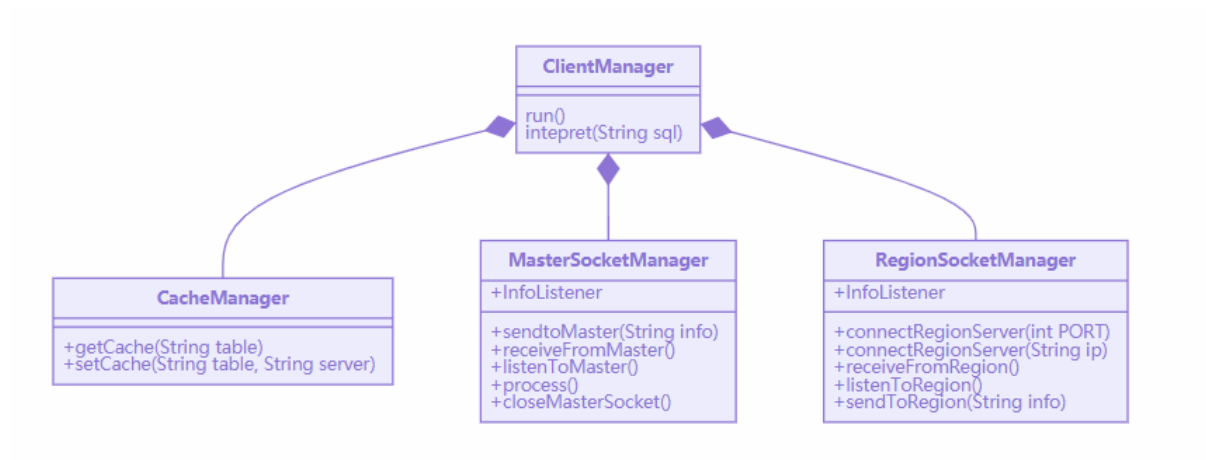 ClientManager
run()
intepret(String sql)
CacheManager
+getCache(String table)
+setCache(String table, String server)
MasterSocketManager
+InfoListener
+sendtoMaster(String info)
+receiveFromMaster()
+listenToMaster()
+process()
+closeMasterSocket()
RegionSocketManager
+InfoListener
+connectRegionServer(int PORT)
+connectRegionServer(String ip)
+receiveFromRegion()
+listenToRegion()
+sendToRegion(String info)